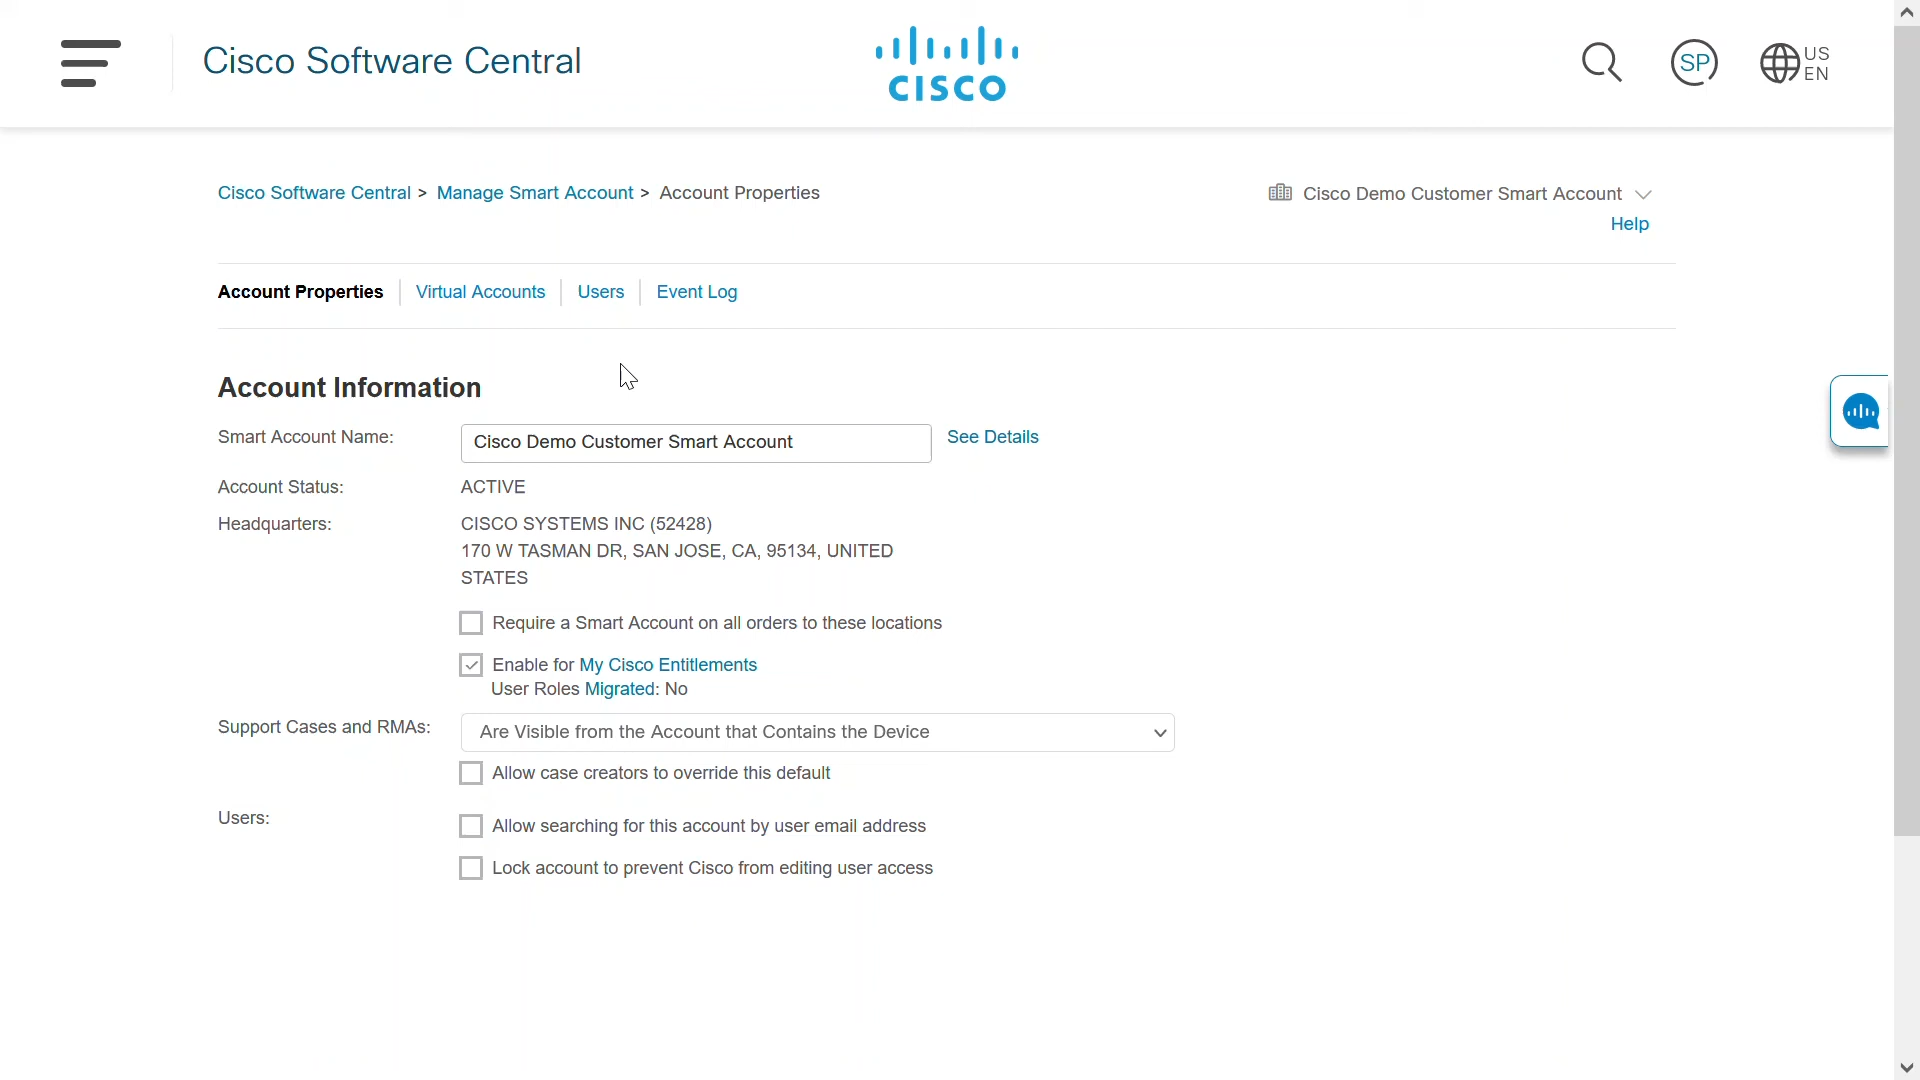 Cisco Software Central
CISCO
SP
US
EN
Cisco Software Central > Manage Smart Account > Account Properties
Cisco Demo Customer Smart Account
Help
Account Properties
Virtual Accounts
Users
Event Log
Account Information
Smart Account Name:
Cisco Demo Customer Smart Account
See Details
Account Status:
ACTIVE
Headquarters:
CISCO SYSTEMS INC (52428)
170 W TASMAN DR, SAN JOSE, CA, 95134, UNITED
STATES
Require a Smart Account on all orders to these locations
Enable for My Cisco Entitlements
User Roles Migrated: No
Support Cases and RMAs:
Are Visible from the Account that Contains the Device
Allow case creators to override this default
Users:
Allow searching for this account by user email address
Lock account to prevent Cisco from editing user access